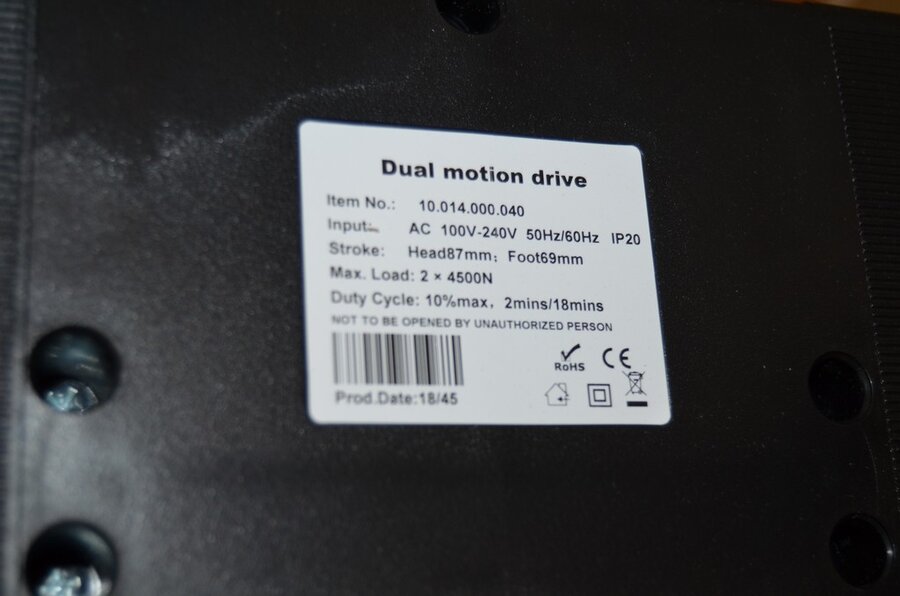 Dual motion drive
Item No.: 10.014.000.040
Input: AC 100V-240V 50Hz/60Hz IP20
Stroke: Head87mm; Foot69mm
Max. Load: 2 × 4500N
Duty Cycle: 10%max, 2mins/18mins
NOT TO BE OPENED BY UNAUTHORIZED PERSON
RoHS CE
Prod.Date:18/45